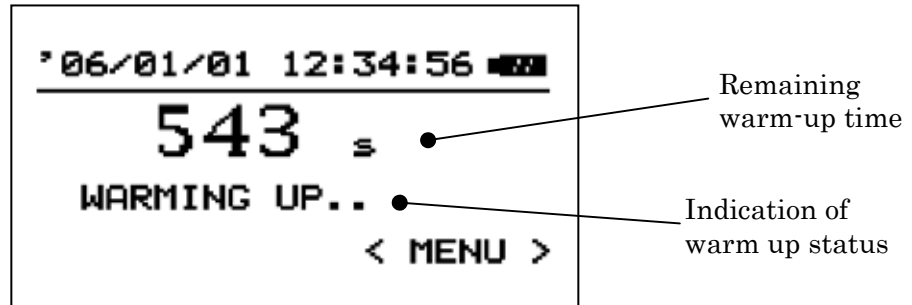 '06/01/01 12:34:56
543 s
WARMING UP..
< MENU >
Remaining
warm-up time
Indication of
warm up status